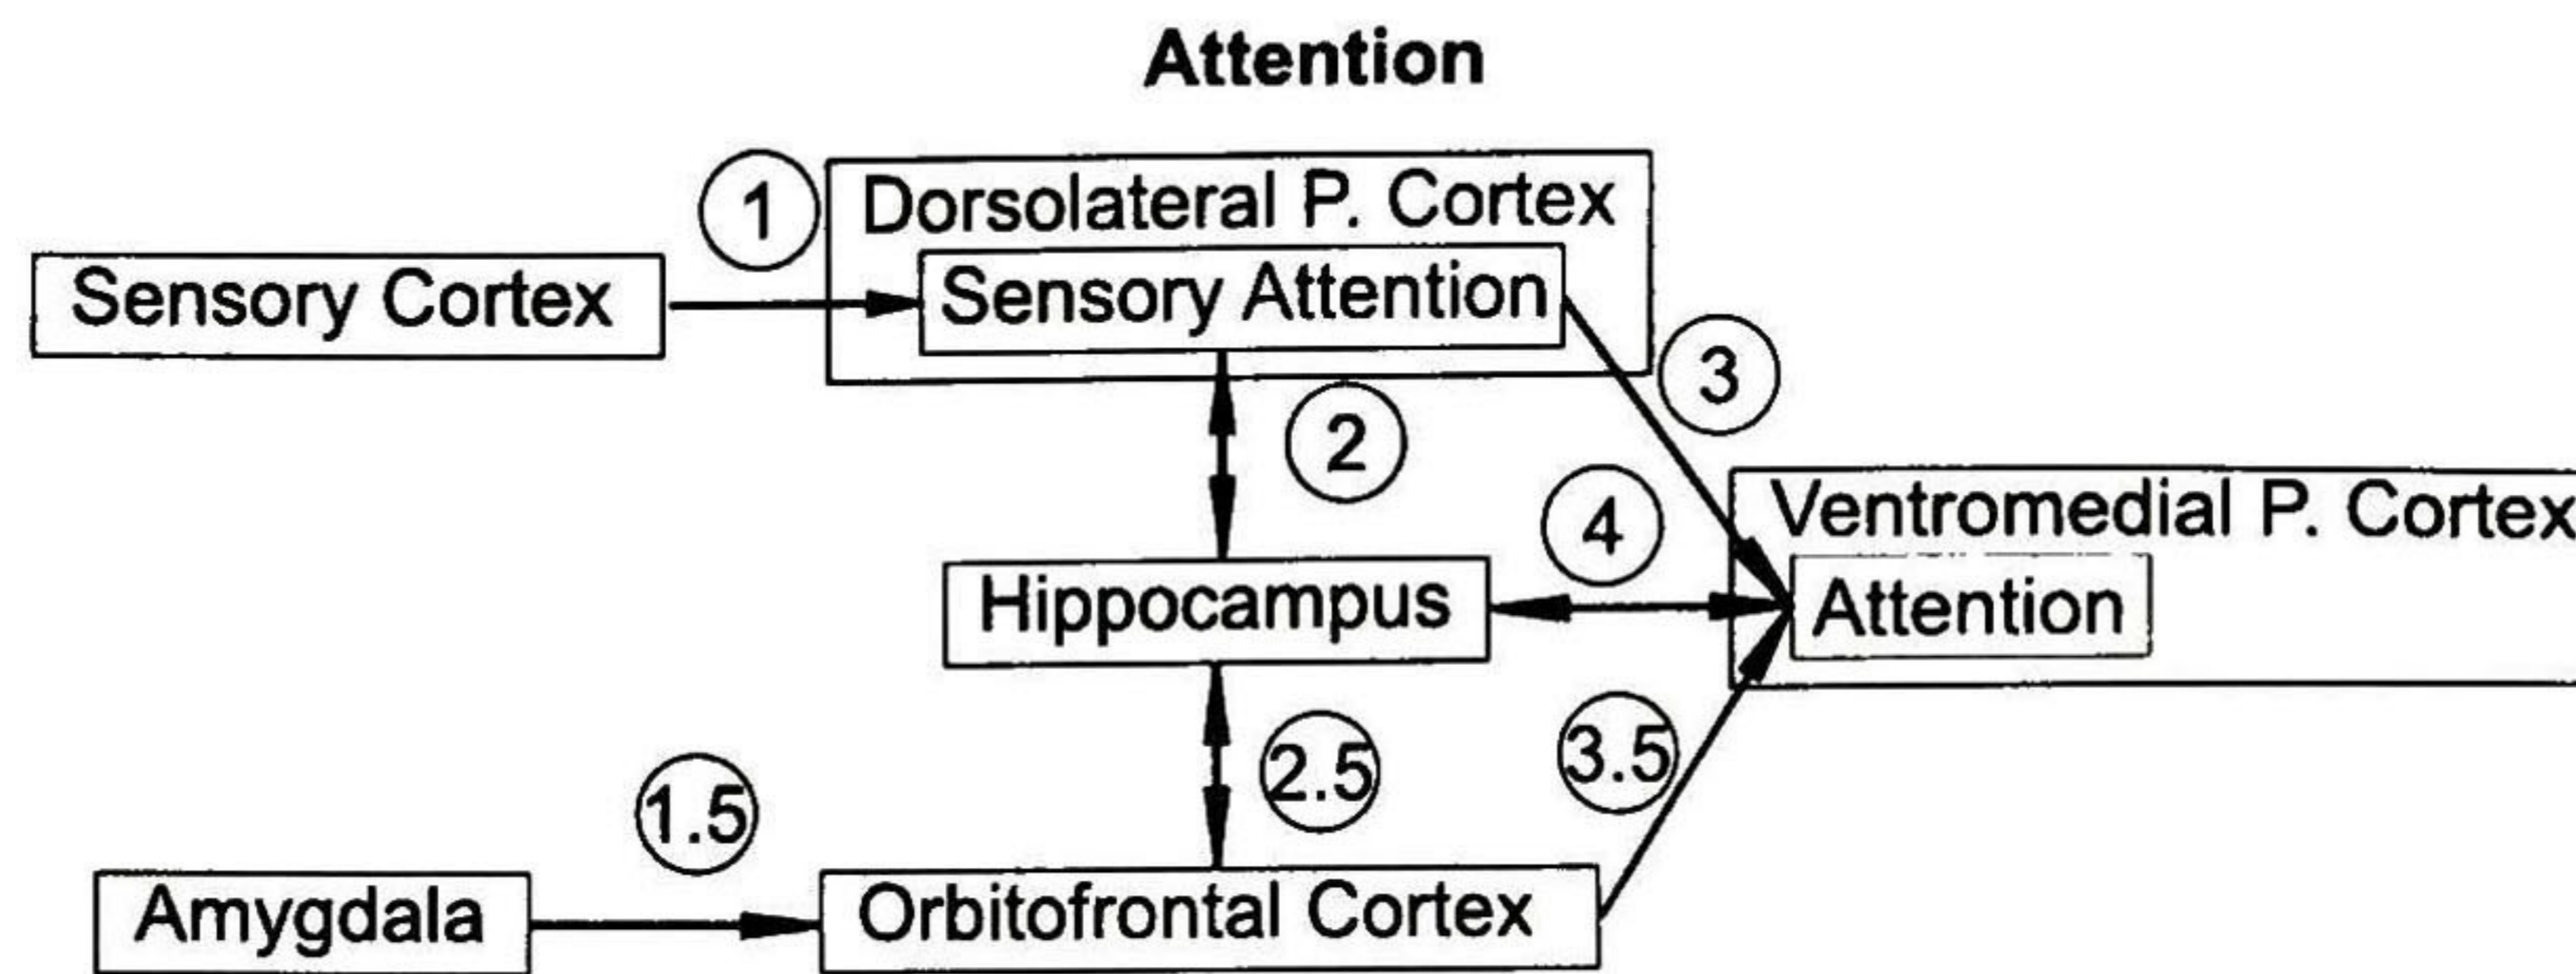 Attention
1
Dorsolateral P. Cortex
Sensory Cortex
Sensory Attention
3
2
4
Ventromedial P. Cortex
Hippocampus
Attention
1.5
2.5
3.5
Amygdala
Orbitofrontal Cortex